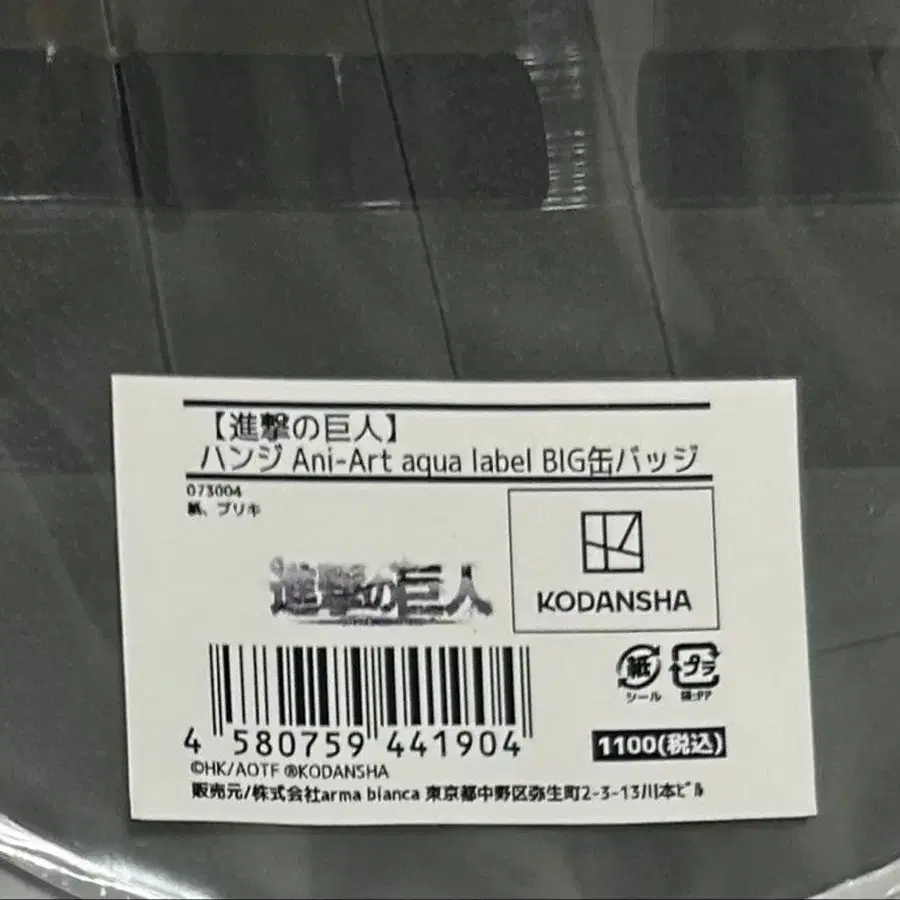 【進撃の巨人】
ハンジ Ani-Art aqua label BIG缶バッジ
073004
紙、ブリキ
進撃の巨人
KODANSHA
紙 プラ
シール 袋:PP
4 580759 441904
1100(税込)
©HK/AOTF ®KODANSHA
販売元/株式会社arma bianca 東京都中野区弥生町2-3-13川本ビル